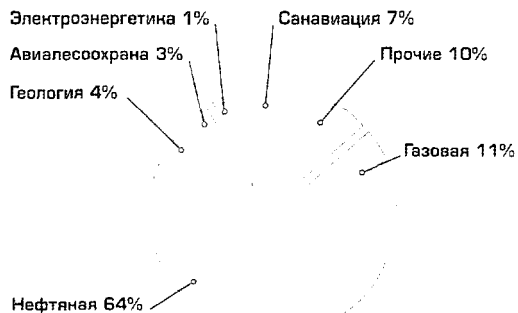 Электроэнергетика 1%
Санавиация 7%
Авиалесоохрана 3%
Прочие 10%
Геология 4%
Газовая 11%
Нефтяная 64%